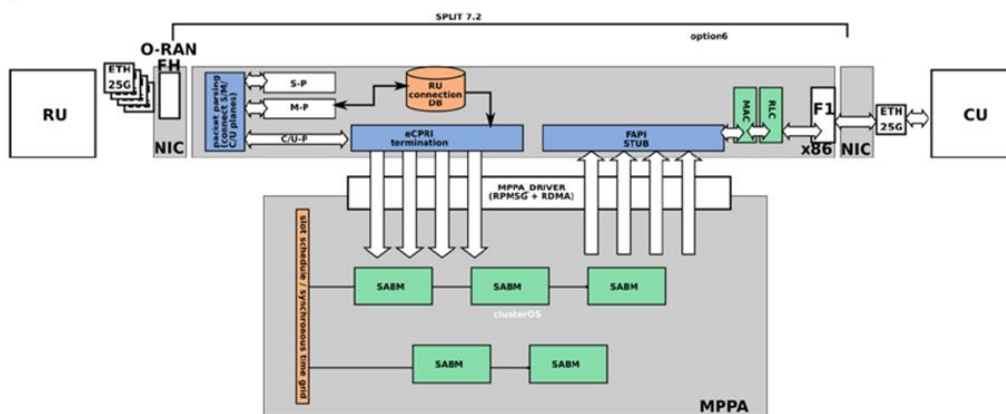 SPLIT 7.2
option6
O-RAN
FH
ETH
25G
RU
NIC
packet parsing
(connect S/M/
C/U planes)
S-P
M-P
C/U-P
RU
connection
DB
eCPRI
termination
FAPI
STUB
MAC
RLC
F1
x86
NIC
ETH
25G
CU
MPPA_DRIVER
(RPMSG + RDMA)
slot schedule / synchronous time grid
SABM
SABM
SABM
clusterOS
SABM
SABM
MPPA